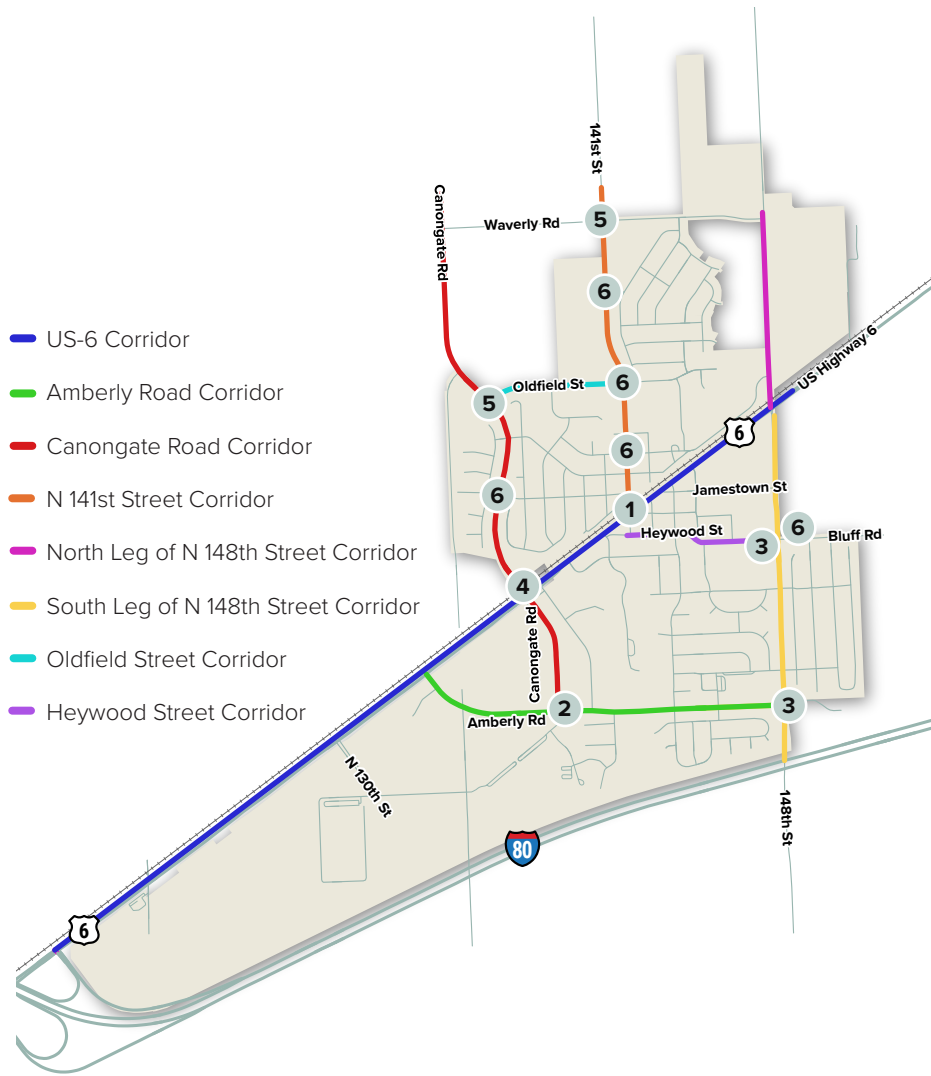 141st St
Canongate Rd
Waverly Rd
5
6
US-6 Corridor
Amberly Road Corridor
Canongate Road Corridor
N 141st Street Corridor
North Leg of N 148th Street Corridor
South Leg of N 148th Street Corridor
Oldfield Street Corridor
Heywood Street Corridor
US Highway 6
Oldfield St
6
5
6
6
6
Jamestown St
1
Heywood St
3
6
Bluff Rd
4
Canongate Rd
2
3
Amberly Rd
N 130th St
148th St
80
6